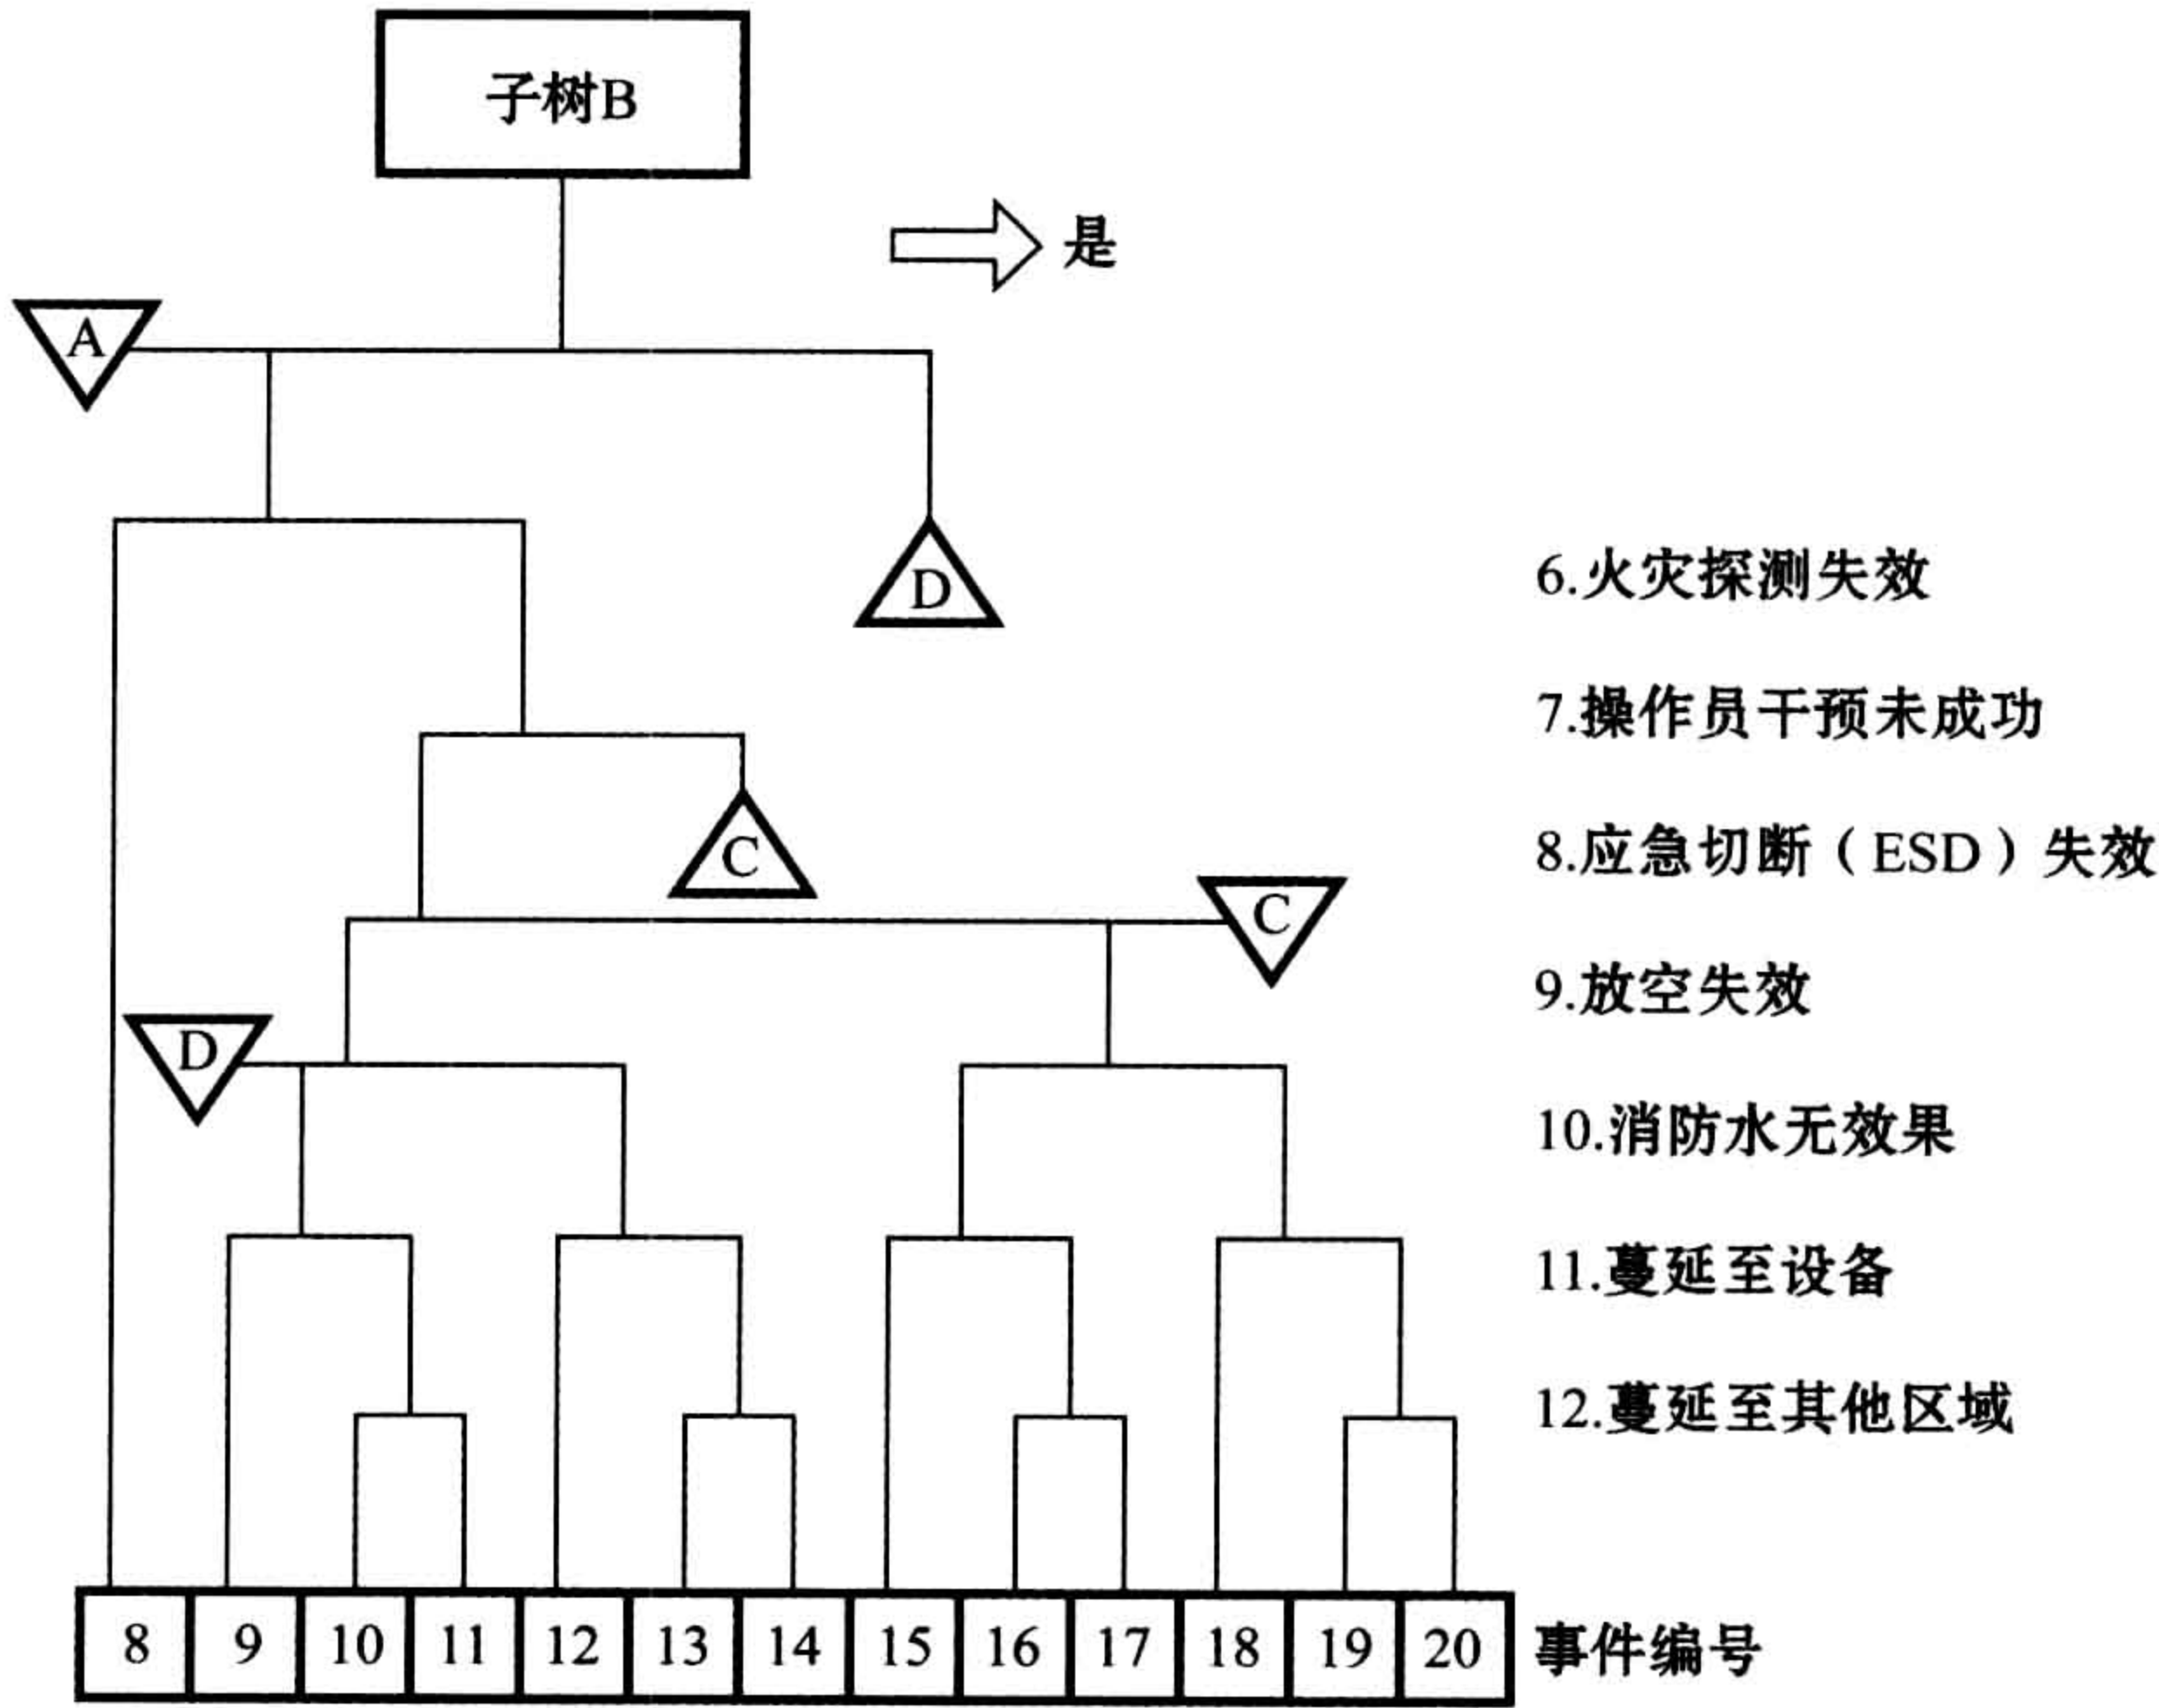 子树B
是
A
D
6.火灾探测失效
7.操作员干预未成功
C
8.应急切断（ESD）失效
C
9.放空失效
D
10.消防水无效果
11.蔓延至设备
12.蔓延至其他区域
8 9 10 11 12 13 14 15 16 17 18 19 20 事件编号